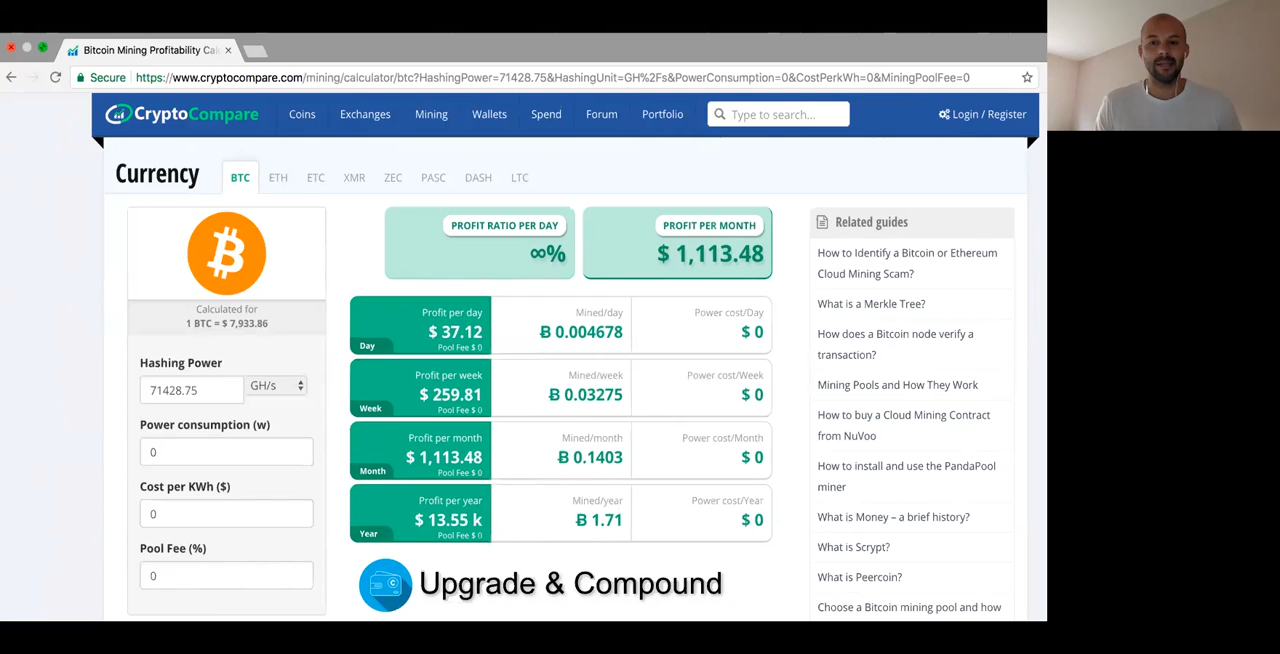 Bitcoin Mining Profitability Cal
Secure https://www.cryptocompare.com/mining/calculator/btc?HashingPower=71428.75&HashingUnit=GH%2Fs&PowerConsumption=0&CostPerkWh=0&MiningPoolFee=0
CryptoCompare Coins Exchanges Mining Wallets Spend Forum Portfolio Type to search... Login / Register
Currency BTC ETH ETC XMR ZEC PASC DASH LTC
Calculated for
1 BTC = $ 7,933.86
Hashing Power
71428.75 GH/s
Power consumption (w)
0
Cost per KWh ($)
0
Pool Fee (%)
0
PROFIT RATIO PER DAY
∞%
PROFIT PER MONTH
$ 1,113.48
Profit per day Mined/day Power cost/Day
$ 37.12 Ƀ 0.004678 $ 0
Day Pool Fee $ 0
Profit per week Mined/week Power cost/Week
$ 259.81 Ƀ 0.03275 $ 0
Week Pool Fee $ 0
Profit per month Mined/month Power cost/Month
$ 1,113.48 Ƀ 0.1403 $ 0
Month Pool Fee $ 0
Profit per year Mined/year Power cost/Year
$ 13.55 k Ƀ 1.71 $ 0
Year Pool Fee $ 0
Upgrade & Compound
Related guides
How to Identify a Bitcoin or Ethereum
Cloud Mining Scam?
What is a Merkle Tree?
How does a Bitcoin node verify a
transaction?
Mining Pools and How They Work
How to buy a Cloud Mining Contract
from NuVoo
How to install and use the PandaPool
miner
What is Money – a brief history?
What is Scrypt?
What is Peercoin?
Choose a Bitcoin mining pool and how